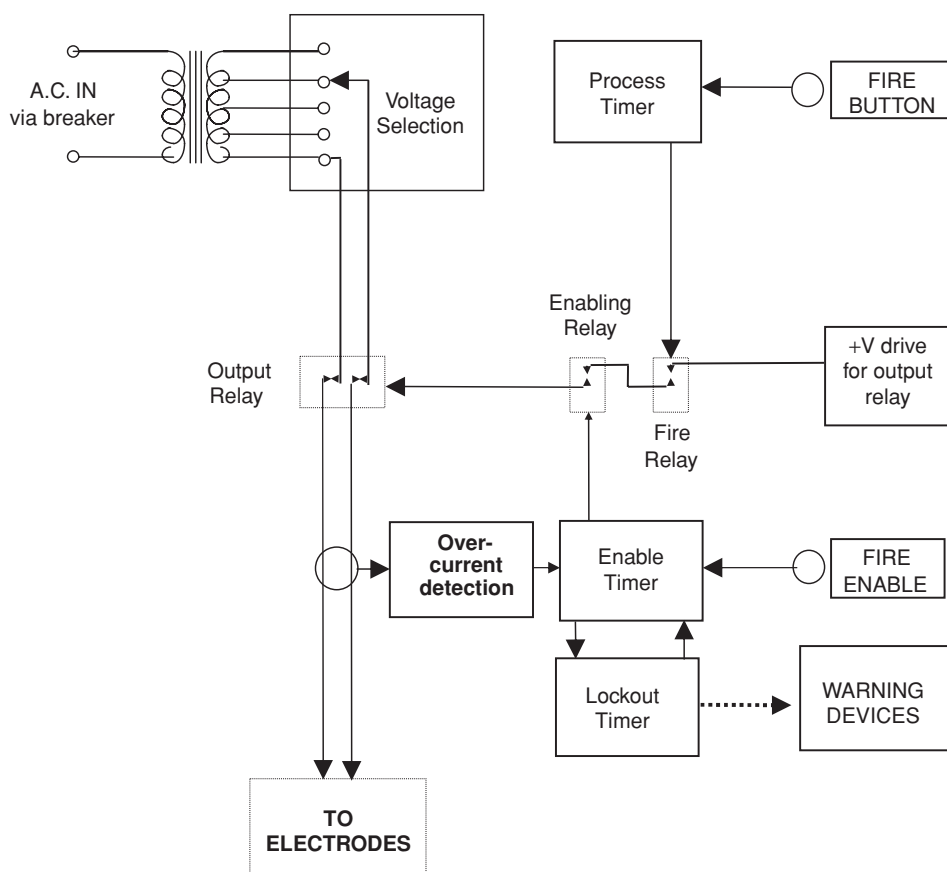 A.C. IN
via breaker
Voltage
Selection
Process
Timer
FIRE
BUTTON
Enabling
Relay
Output
Relay
+V drive
for output
relay
Fire
Relay
Over-
current
detection
Enable
Timer
FIRE
ENABLE
Lockout
Timer
WARNING
DEVICES
TO
ELECTRODES